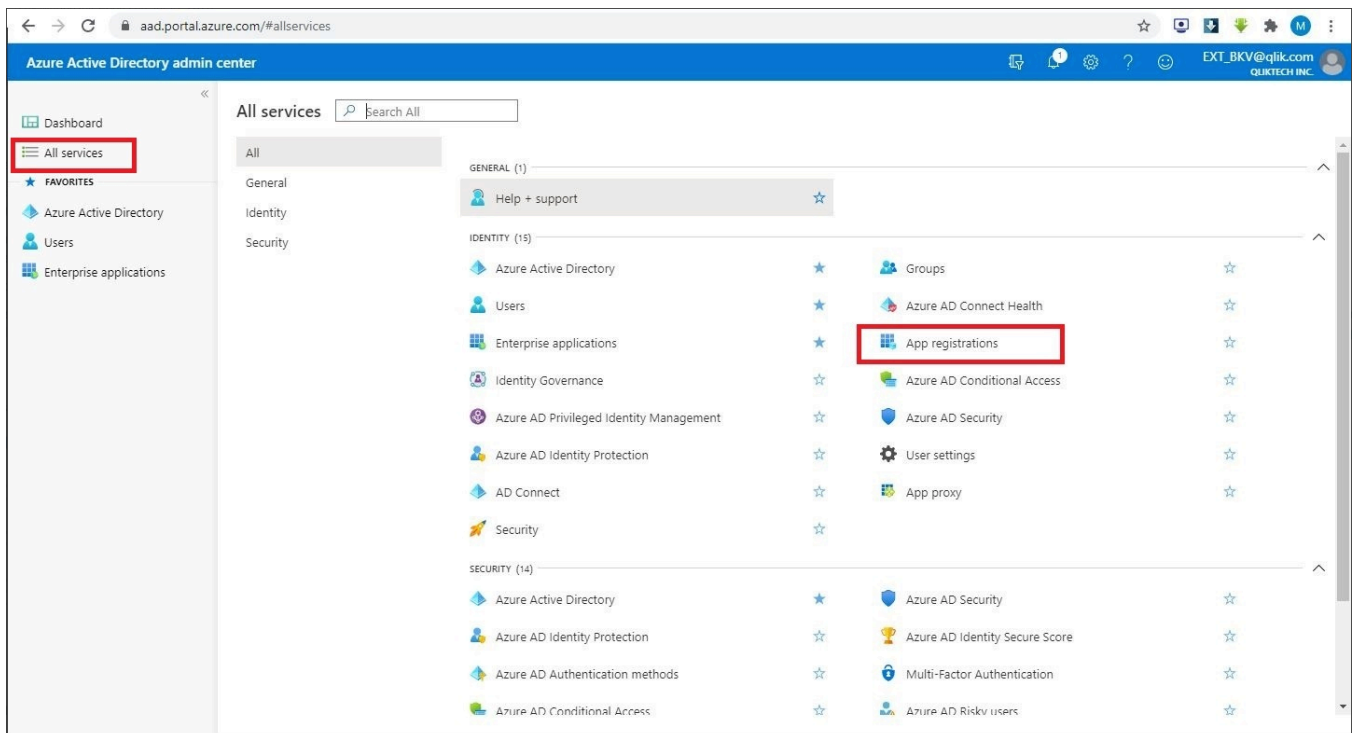 aad.portal.azure.com/#allservices
M
Azure Active Directory admin center
1
EXT_BKV@qlik.com
QLIKTECH INC.
Dashboard
All services
FAVORITES
Azure Active Directory
Users
Enterprise applications
All services
Search All
All
General
Identity
Security
GENERAL (1)
Help + support
IDENTITY (15)
Azure Active Directory
Groups
Users
Azure AD Connect Health
Enterprise applications
App registrations
Identity Governance
Azure AD Conditional Access
Azure AD Privileged Identity Management
Azure AD Security
Azure AD Identity Protection
User settings
AD Connect
App proxy
Security
SECURITY (14)
Azure Active Directory
Azure AD Security
Azure AD Identity Protection
Azure AD Identity Secure Score
Azure AD Authentication methods
Multi-Factor Authentication
Azure AD Conditional Access
Azure AD Risky users